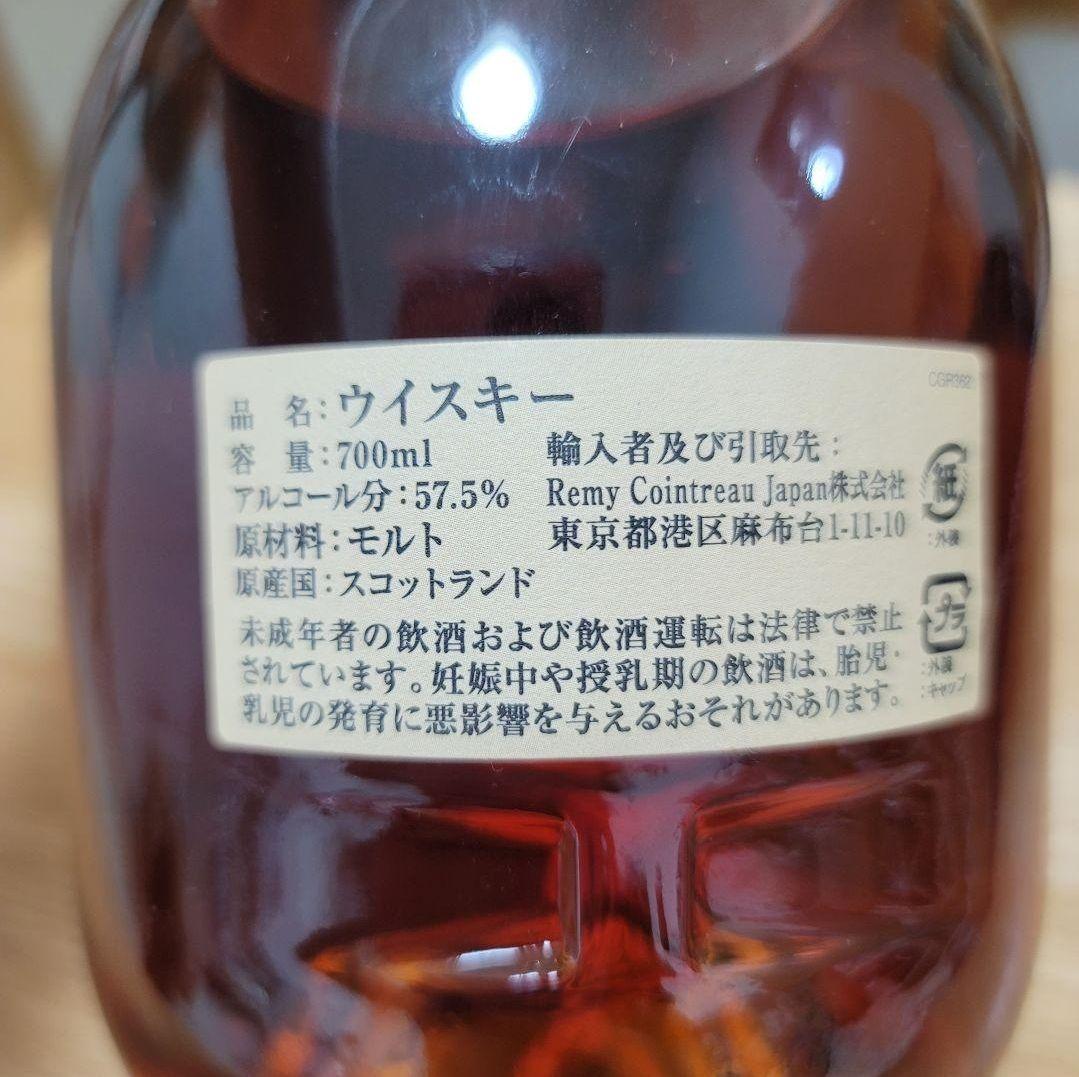 品 名：ウイスキー
容 量：700ml
アルコール分：57.5%
原材料：モルト
原産国：スコットランド
輸入者及び引取先：
Remy Cointreau Japan株式会社
東京都港区麻布台1-11-10
未成年者の飲酒および飲酒運転は法律で禁止
されています。妊娠中や授乳期の飲酒は、胎児・
乳児の発育に悪影響を与えるおそれがあります。
紙
：外装
プラ
：外装
：キャップ